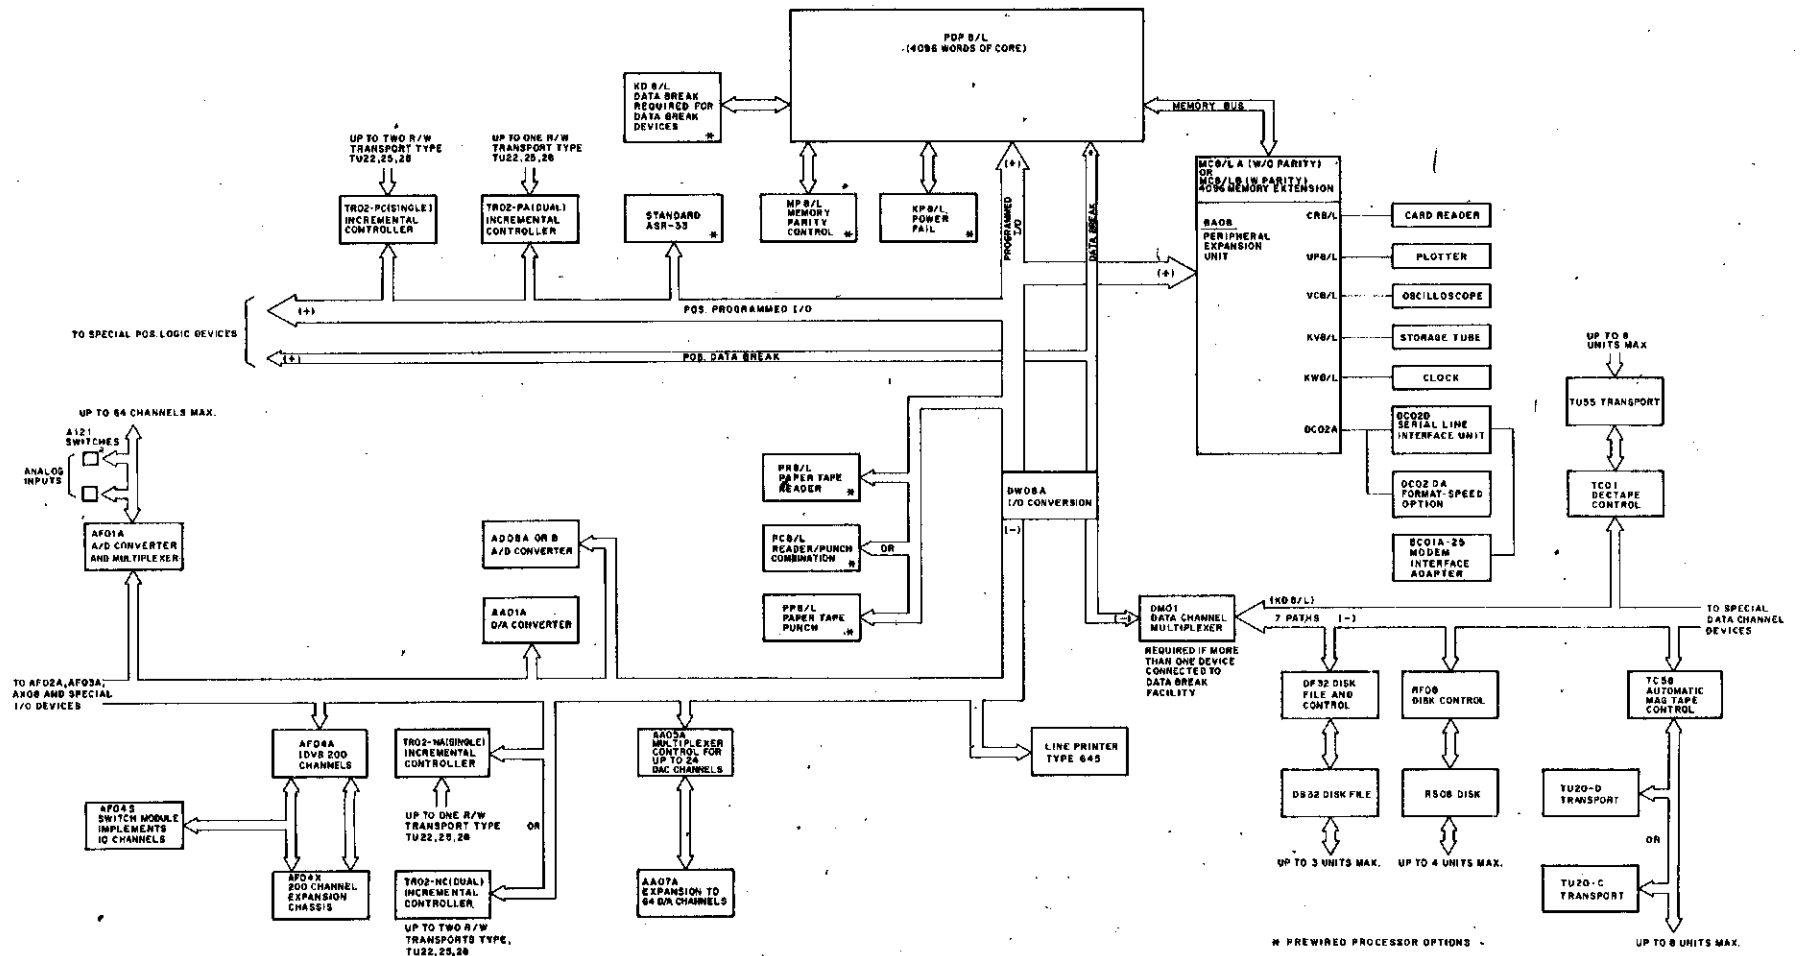 PDP 8/L
(4096 WORDS OF CORE)
KD 8/L
DATA BREAK
REQUIRED FOR
DATA BREAK
DEVICES *
MEMORY BUS
UP TO TWO R/W
TRANSPORT TYPE
TU22,25,28
UP TO ONE R/W
TRANSPORT TYPE
TU22,25,28
TR02-PC(SINGLE)
INCREMENTAL
CONTROLLER
TR02-PA(DUAL)
INCREMENTAL
CONTROLLER
STANDARD
ASR-33 *
MP8/L
MEMORY
PARITY
CONTROL *
KP8/L
POWER
FAIL *
(+)
PROGRAMMED
I/O
(+)
DATA BREAK
MC8/L A (W/O PARITY)
OR
MC8/LB (W PARITY)
4096 MEMORY EXTENSION
BA08
PERIPHERAL
EXPANSION
UNIT
(+)
CR8/L
CARD READER
UP8/L
PLOTTER
VC8/L
OSCILLOSCOPE
KV8/L
STORAGE TUBE
KW8/L
CLOCK
DC02A
DC02D
SERIAL LINE
INTERFACE UNIT
DC02 DA
FORMAT-SPEED
OPTION
BC01A-25
MODEM
INTERFACE
ADAPTER
(+)
POS. PROGRAMMED I/O
TO SPECIAL POS. LOGIC DEVICES
(+)
POS. DATA BREAK
UP TO 8
UNITS MAX
TU55 TRANSPORT
TC01
DECTAPE
CONTROL
UP TO 64 CHANNELS MAX.
A121
SWITCHES
ANALOG
INPUTS
AF01A
A/D CONVERTER
AND MULTIPLEXER
AD08A OR B
A/D CONVERTER
AA01A
D/A CONVERTER
PR8/L
PAPER TAPE
READER *
PC8/L
READER/PUNCH
COMBINATION *
OR
PP8/L
PAPER TAPE
PUNCH *
DW08A
I/O CONVERSION
(-)
(-)
DM01
DATA CHANNEL
MULTIPLEXER
REQUIRED IF MORE
THAN ONE DEVICE
CONNECTED TO
DATA BREAK
FACILITY
(KD8/L)
7 PATHS (-)
TO SPECIAL
DATA CHANNEL
DEVICES
TO AF02A, AF03A,
AX08 AND SPECIAL
I/O DEVICES
AF04A
IDVS 200
CHANNELS
AF04S
SWITCH MODULE
IMPLEMENTS
10 CHANNELS
AF04X
200 CHANNEL
EXPANSION
CHASSIS
TR02-NA(SINGLE)
INCREMENTAL
CONTROLLER
UP TO ONE R/W
TRANSPORT TYPE
TU22,25,28
OR
TR02-NC(DUAL)
INCREMENTAL
CONTROLLER
UP TO TWO R/W
TRANSPORTS TYPE,
TU22,25,28
AA05A
MULTIPLEXER
CONTROL FOR
UP TO 24
DAC CHANNELS
AA07A
EXPANSION TO
64 D/A CHANNELS
LINE PRINTER
TYPE 645
DF32 DISK
FILE AND
CONTROL
DS32 DISK FILE
UP TO 3 UNITS MAX.
RF08
DISK CONTROL
RS08 DISK
UP TO 4 UNITS MAX.
TC58
AUTOMATIC
MAG TAPE
CONTROL
TU20-D
TRANSPORT
OR
TU20-C
TRANSPORT
UP TO 8 UNITS MAX.
* PREWIRED PROCESSOR OPTIONS